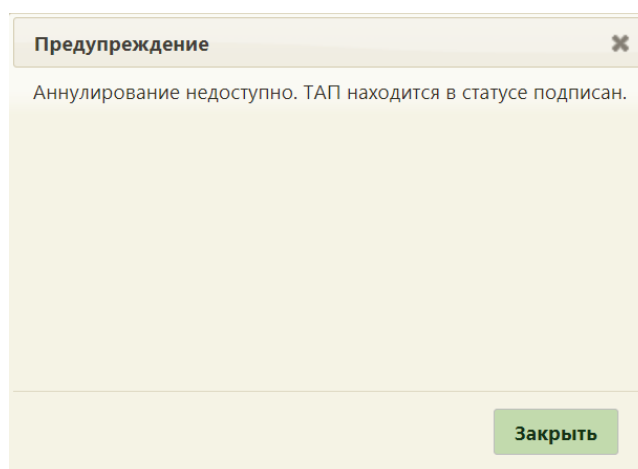 Предупреждение
Аннулирование недоступно. ТАП находится в статусе подписан.
Закрыть